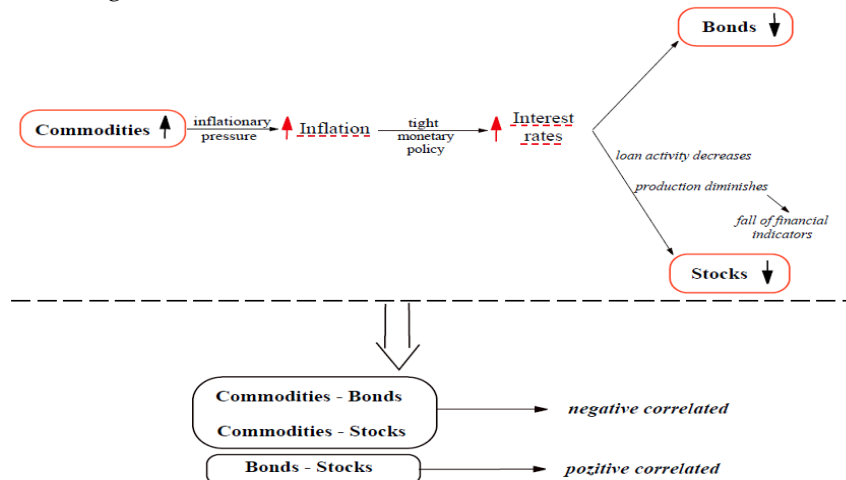 Bonds
Commodities
inflationary
pressure
Inflation
tight
monetary
policy
Interest
rates
loan activity decreases
production diminishes
fall of financial
indicators
Stocks
Commodities - Bonds
Commodities - Stocks
negative correlated
Bonds - Stocks
pozitive correlated